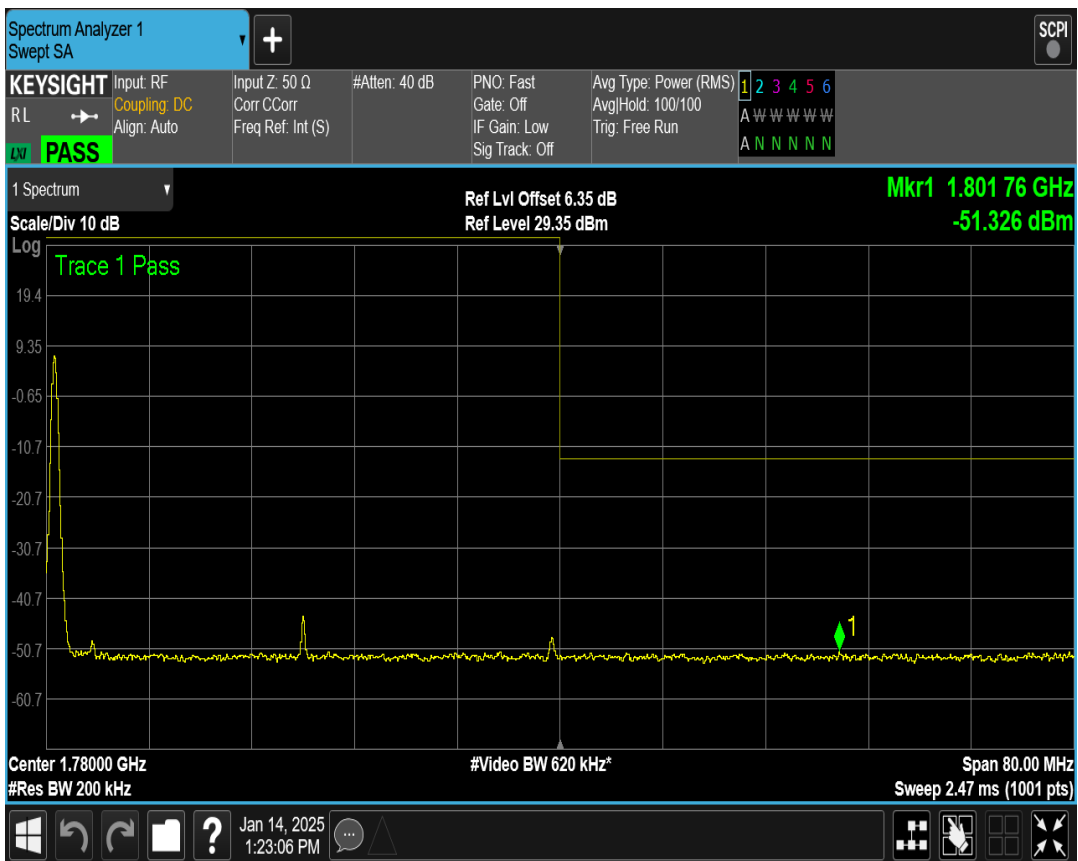 Spectrum Analyzer 1
Swept SA
+
SCPI
KEYSIGHT Input: RF Input Z: 50 Ω #Atten: 40 dB PNO: Fast Avg Type: Power (RMS) 1 2 3 4 5 6
RL Coupling: DC Corr CCorr Gate: Off Avg|Hold: 100/100 A W W W W W
Align: Auto Freq Ref: Int (S) IF Gain: Low Trig: Free Run
LXI PASS Sig Track: Off A N N N N N
1 Spectrum
Ref Lvl Offset 6.35 dB
Mkr1 1.801 76 GHz
Scale/Div 10 dB
Ref Level 29.35 dBm
-51.326 dBm
Log
Trace 1 Pass
19.4
9.35
-0.65
-10.7
-20.7
-30.7
-40.7
1
-50.7
-60.7
Center 1.78000 GHz #Video BW 620 kHz* Span 80.00 MHz
#Res BW 200 kHz Sweep 2.47 ms (1001 pts)
? Jan 14, 2025
1:23:06 PM